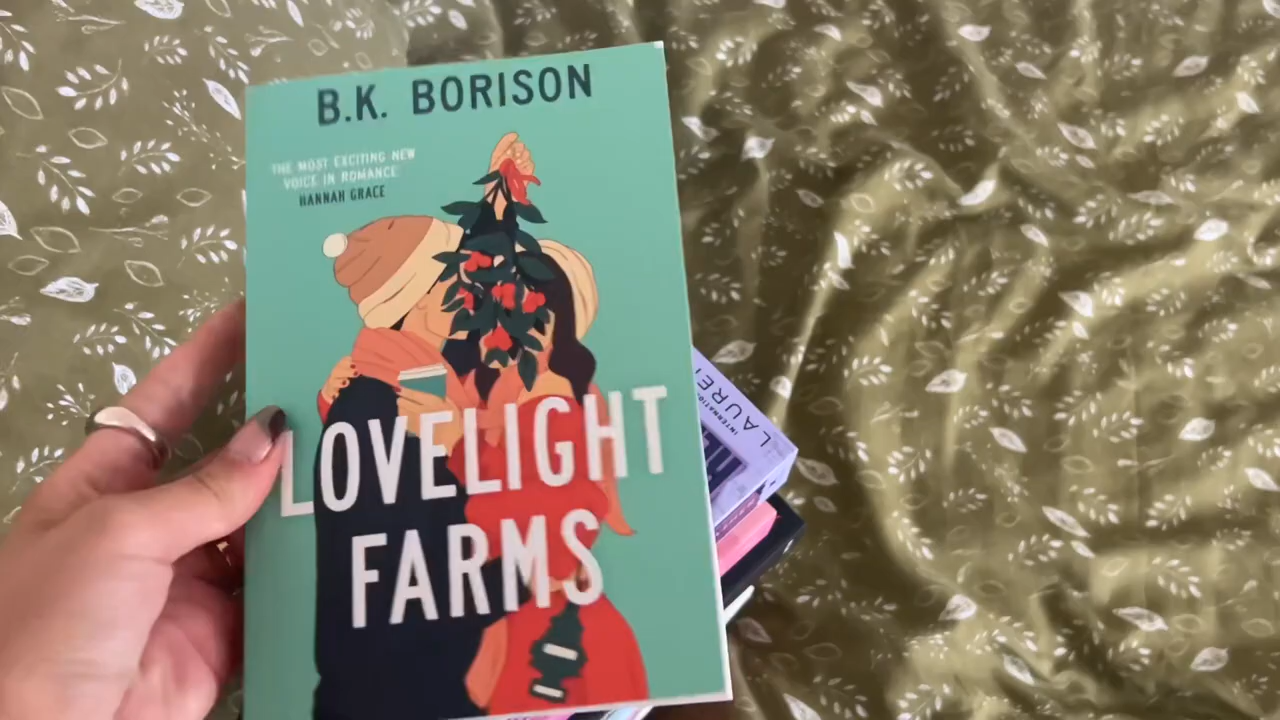 B.K. BORISON
THE MOST EXCITING NEW
VOICE IN ROMANCE
HANNAH GRACE
LOVELIGHT
FARMS